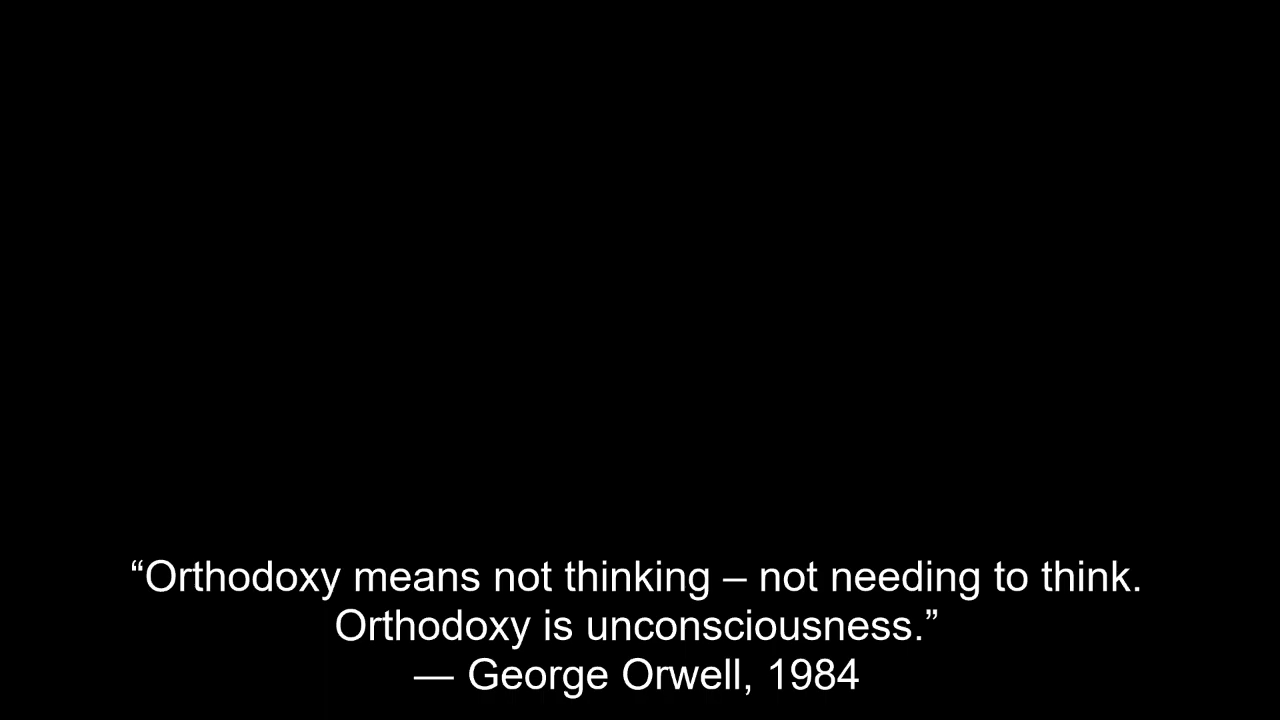 “Orthodoxy means not thinking – not needing to think.
Orthodoxy is unconsciousness.”
— George Orwell, 1984